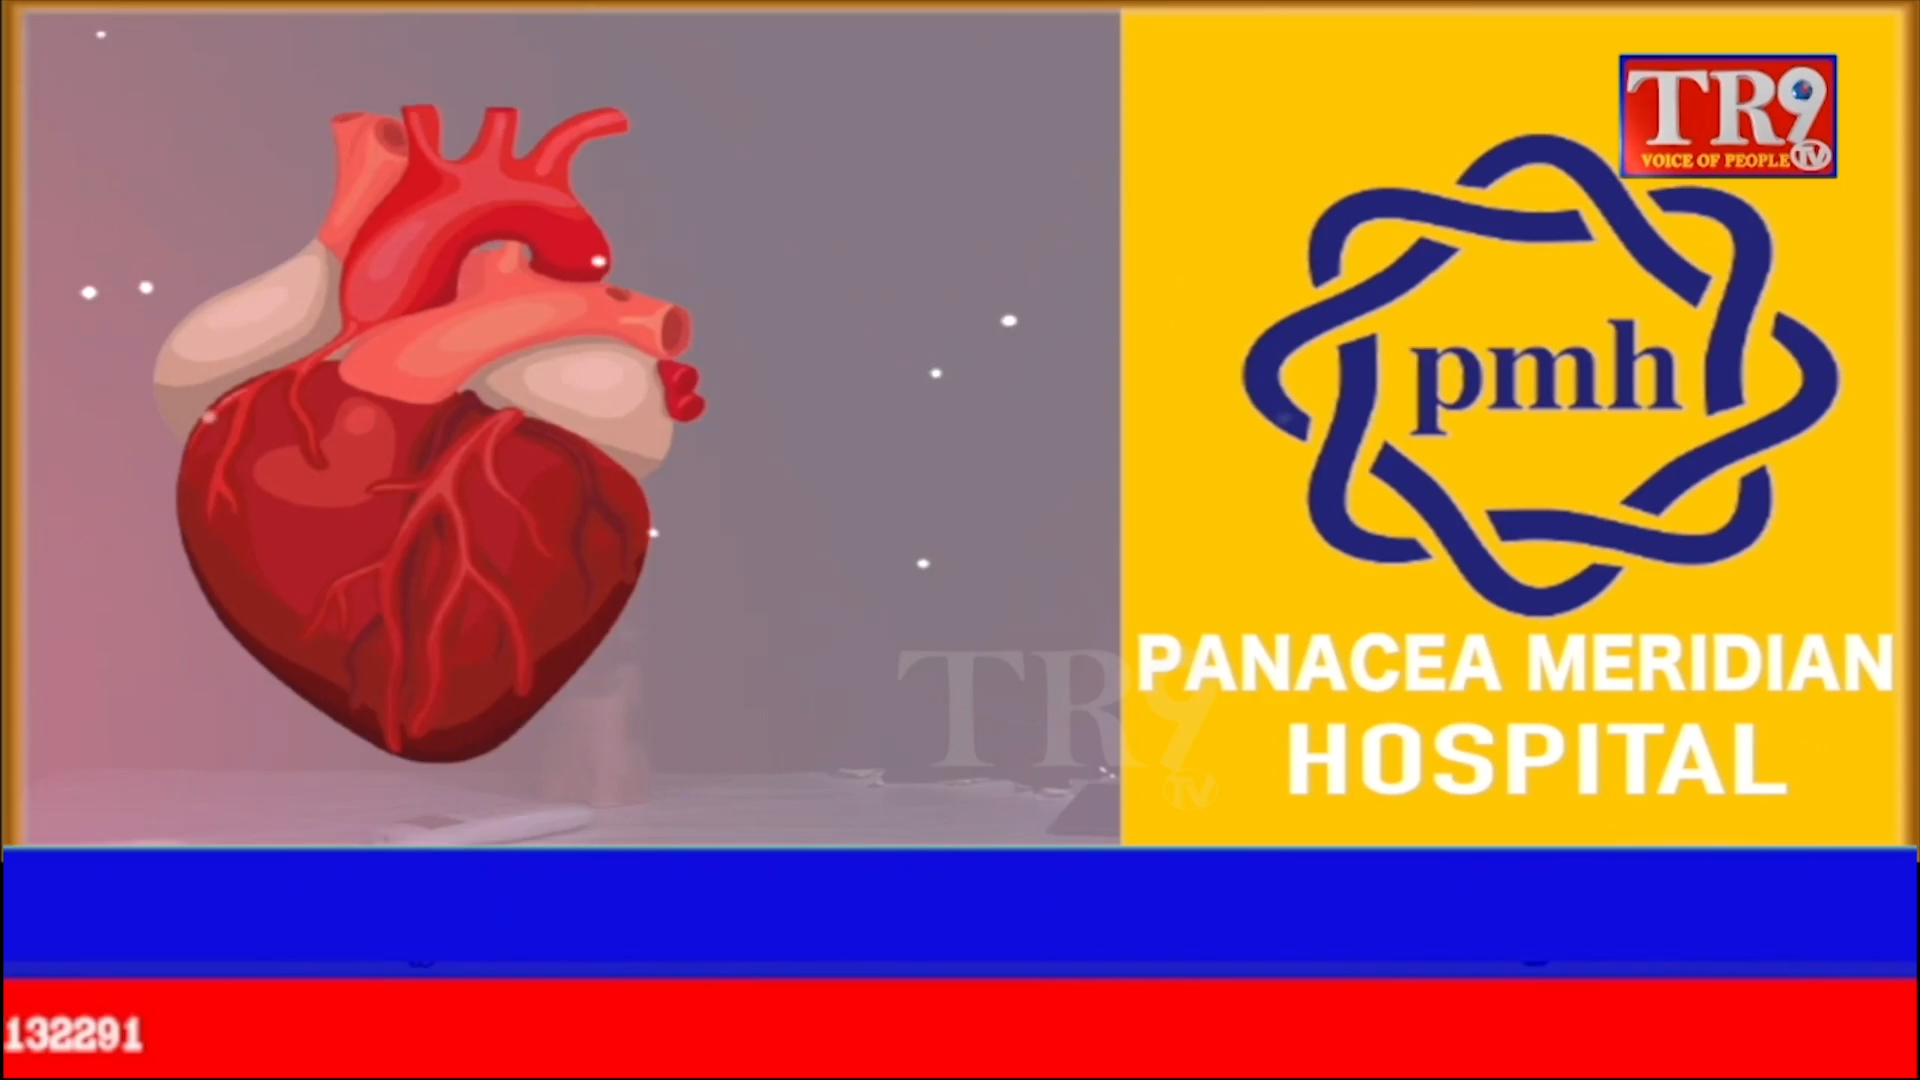 TR9
VOICE OF PEOPLE TV
pmh
PANACEA MERIDIAN
HOSPITAL
TR9
TV
132291